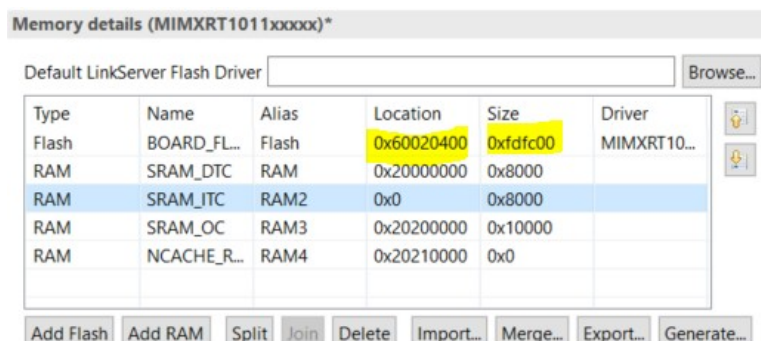 Memory details (MIMXRT1011xxxxx)*
Default LinkServer Flash Driver Browse...
Type Name Alias Location Size Driver
Flash BOARD_FL... Flash 0x60020400 0xfdfc00 MIMXRT10...
RAM SRAM_DTC RAM 0x20000000 0x8000
RAM SRAM_ITC RAM2 0x0 0x8000
RAM SRAM_OC RAM3 0x20200000 0x10000
RAM NCACHE_R... RAM4 0x20210000 0x0
Add Flash Add RAM Split Join Delete Import... Merge... Export... Generate...